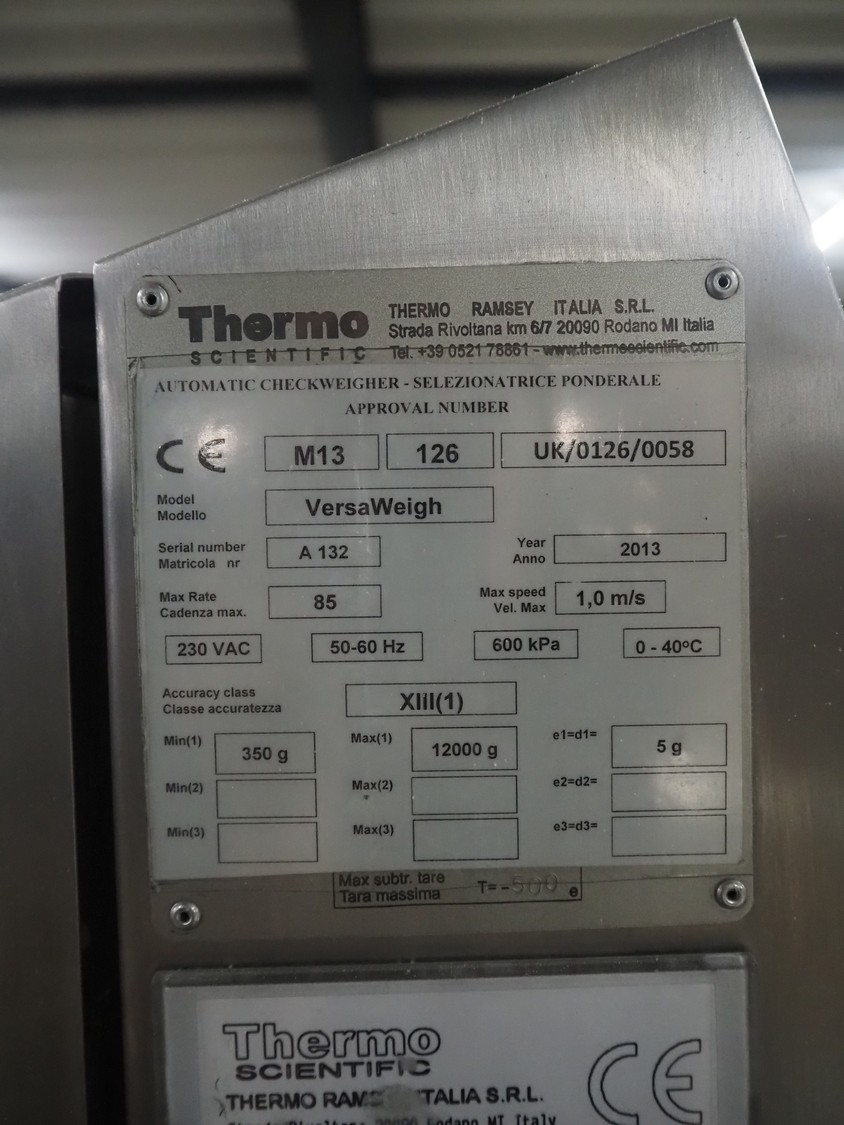 Thermo
SCIENTIFIC
THERMO RAMSEY ITALIA S.R.L.
Strada Rivoltana km 6/7 20090 Rodano MI Italia
Tel. +39 0521 78861 - www.thermoscientific.com
AUTOMATIC CHECKWEIGHER - SELEZIONATRICE PONDERALE
APPROVAL NUMBER
CE M13 126 UK/0126/0058
Model
Modello
VersaWeigh
Serial number
Matricola nr
A 132
Year
Anno
2013
Max Rate
Cadenza max.
85
Max speed
Vel. Max
1,0 m/s
230 VAC 50-60 Hz 600 kPa 0 - 40ºC
Accuracy class
Classe accuratezza
XIiI(1)
Min(1) 350 g Max(1) 12000 g e1=d1= 5 g
Min(2) Max(2) e2=d2=
Min(3) Max(3) e3=d3=
Max subtr. tare
Tara massima
T= -500 e
Thermo
SCIENTIFIC
CE
THERMO ITALIA S.R.L.
Rodano MI Italy